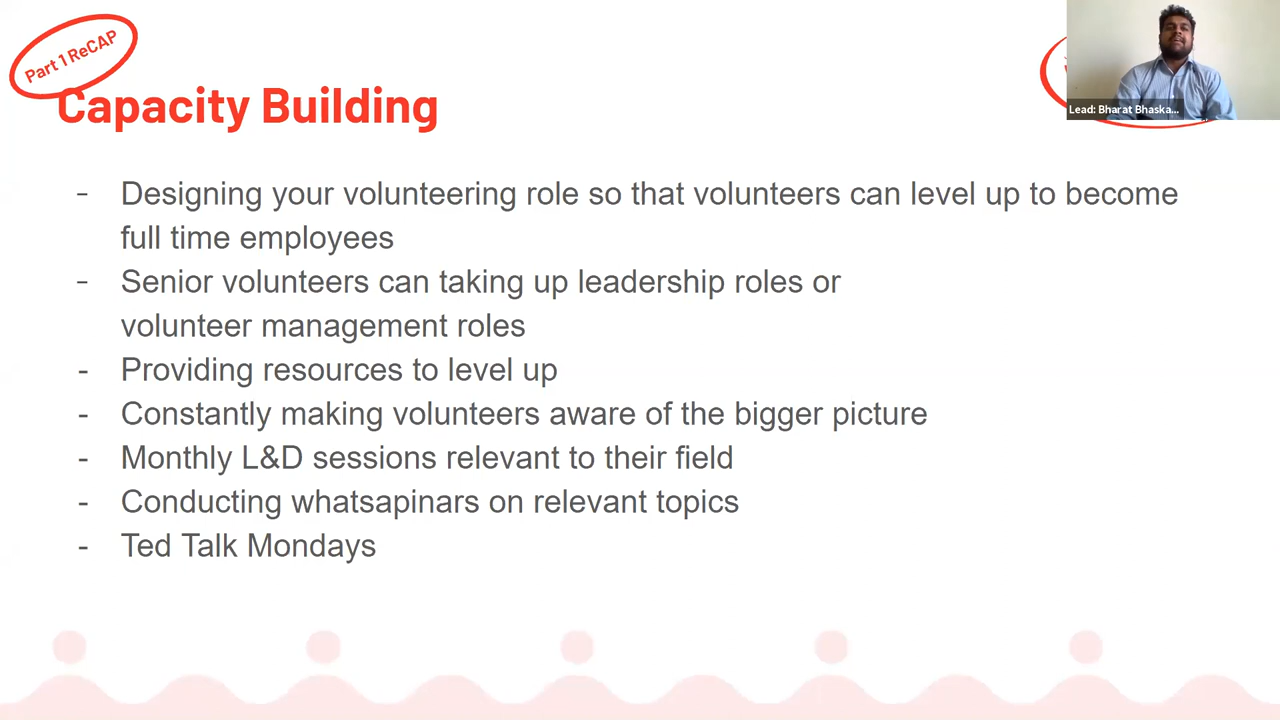 Part 1 ReCAP
Capacity Building
Lead: Bharat Bhaska...
- Designing your volunteering role so that volunteers can level up to become
full time employees
- Senior volunteers can taking up leadership roles or
volunteer management roles
- Providing resources to level up
- Constantly making volunteers aware of the bigger picture
- Monthly L&D sessions relevant to their field
- Conducting whatsapinars on relevant topics
- Ted Talk Mondays